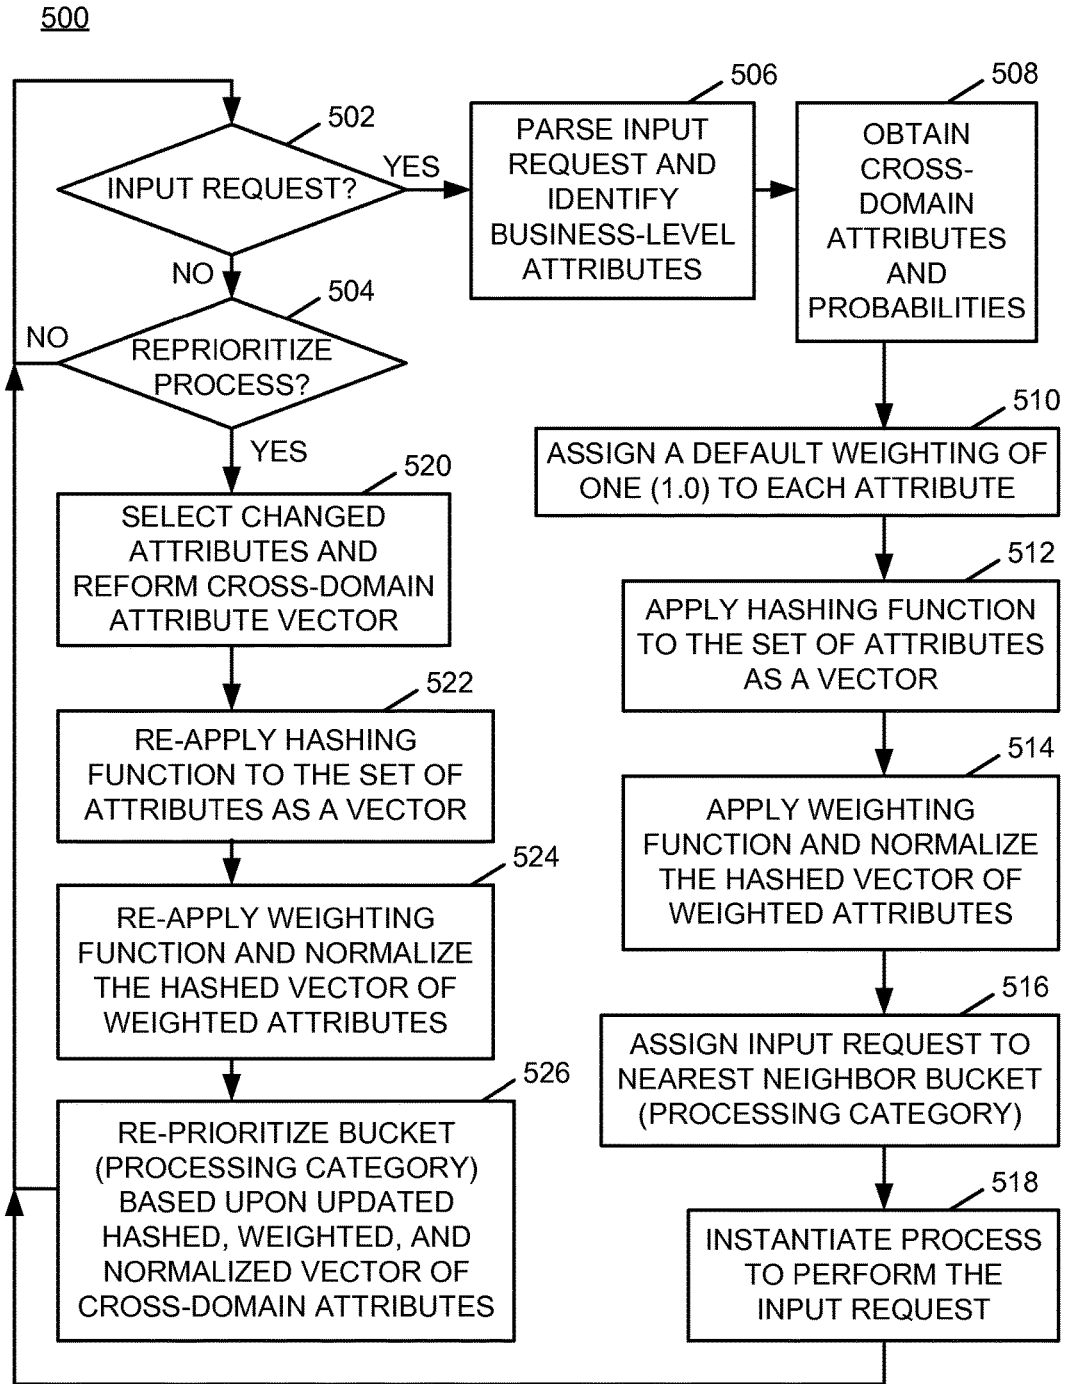 500
502
INPUT REQUEST?
YES
NO
504
REPRIORITIZE
PROCESS?
NO
YES
506
PARSE INPUT
REQUEST AND
IDENTIFY
BUSINESS-LEVEL
ATTRIBUTES
508
OBTAIN
CROSS-
DOMAIN
ATTRIBUTES
AND
PROBABILITIES
510
ASSIGN A DEFAULT WEIGHTING OF
ONE (1.0) TO EACH ATTRIBUTE
512
APPLY HASHING FUNCTION
TO THE SET OF ATTRIBUTES
AS A VECTOR
514
APPLY WEIGHTING
FUNCTION AND NORMALIZE
THE HASHED VECTOR OF
WEIGHTED ATTRIBUTES
516
ASSIGN INPUT REQUEST TO
NEAREST NEIGHBOR BUCKET
(PROCESSING CATEGORY)
518
INSTANTIATE PROCESS
TO PERFORM THE
INPUT REQUEST
520
SELECT CHANGED
ATTRIBUTES AND
REFORM CROSS-DOMAIN
ATTRIBUTE VECTOR
522
RE-APPLY HASHING
FUNCTION TO THE SET OF
ATTRIBUTES AS A VECTOR
524
RE-APPLY WEIGHTING
FUNCTION AND NORMALIZE
THE HASHED VECTOR OF
WEIGHTED ATTRIBUTES
526
RE-PRIORITIZE BUCKET
(PROCESSING CATEGORY)
BASED UPON UPDATED
HASHED, WEIGHTED, AND
NORMALIZED VECTOR OF
CROSS-DOMAIN ATTRIBUTES